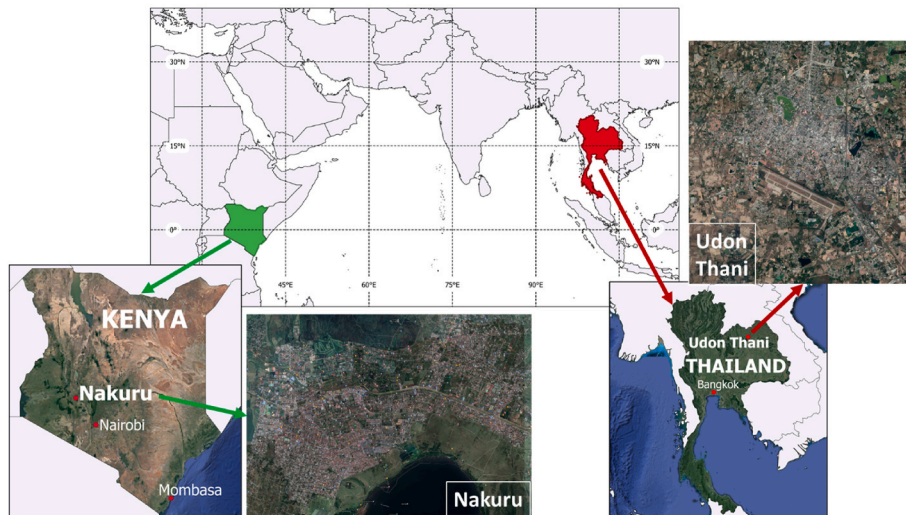 30°N
30°N
15°N
15°N
0°
0°
45°E
60°E
75°E
90°E
Udon
Thani
KENYA
Nakuru
Nairobi
Mombasa
Nakuru
Udon Thani
THAILAND
Bangkok